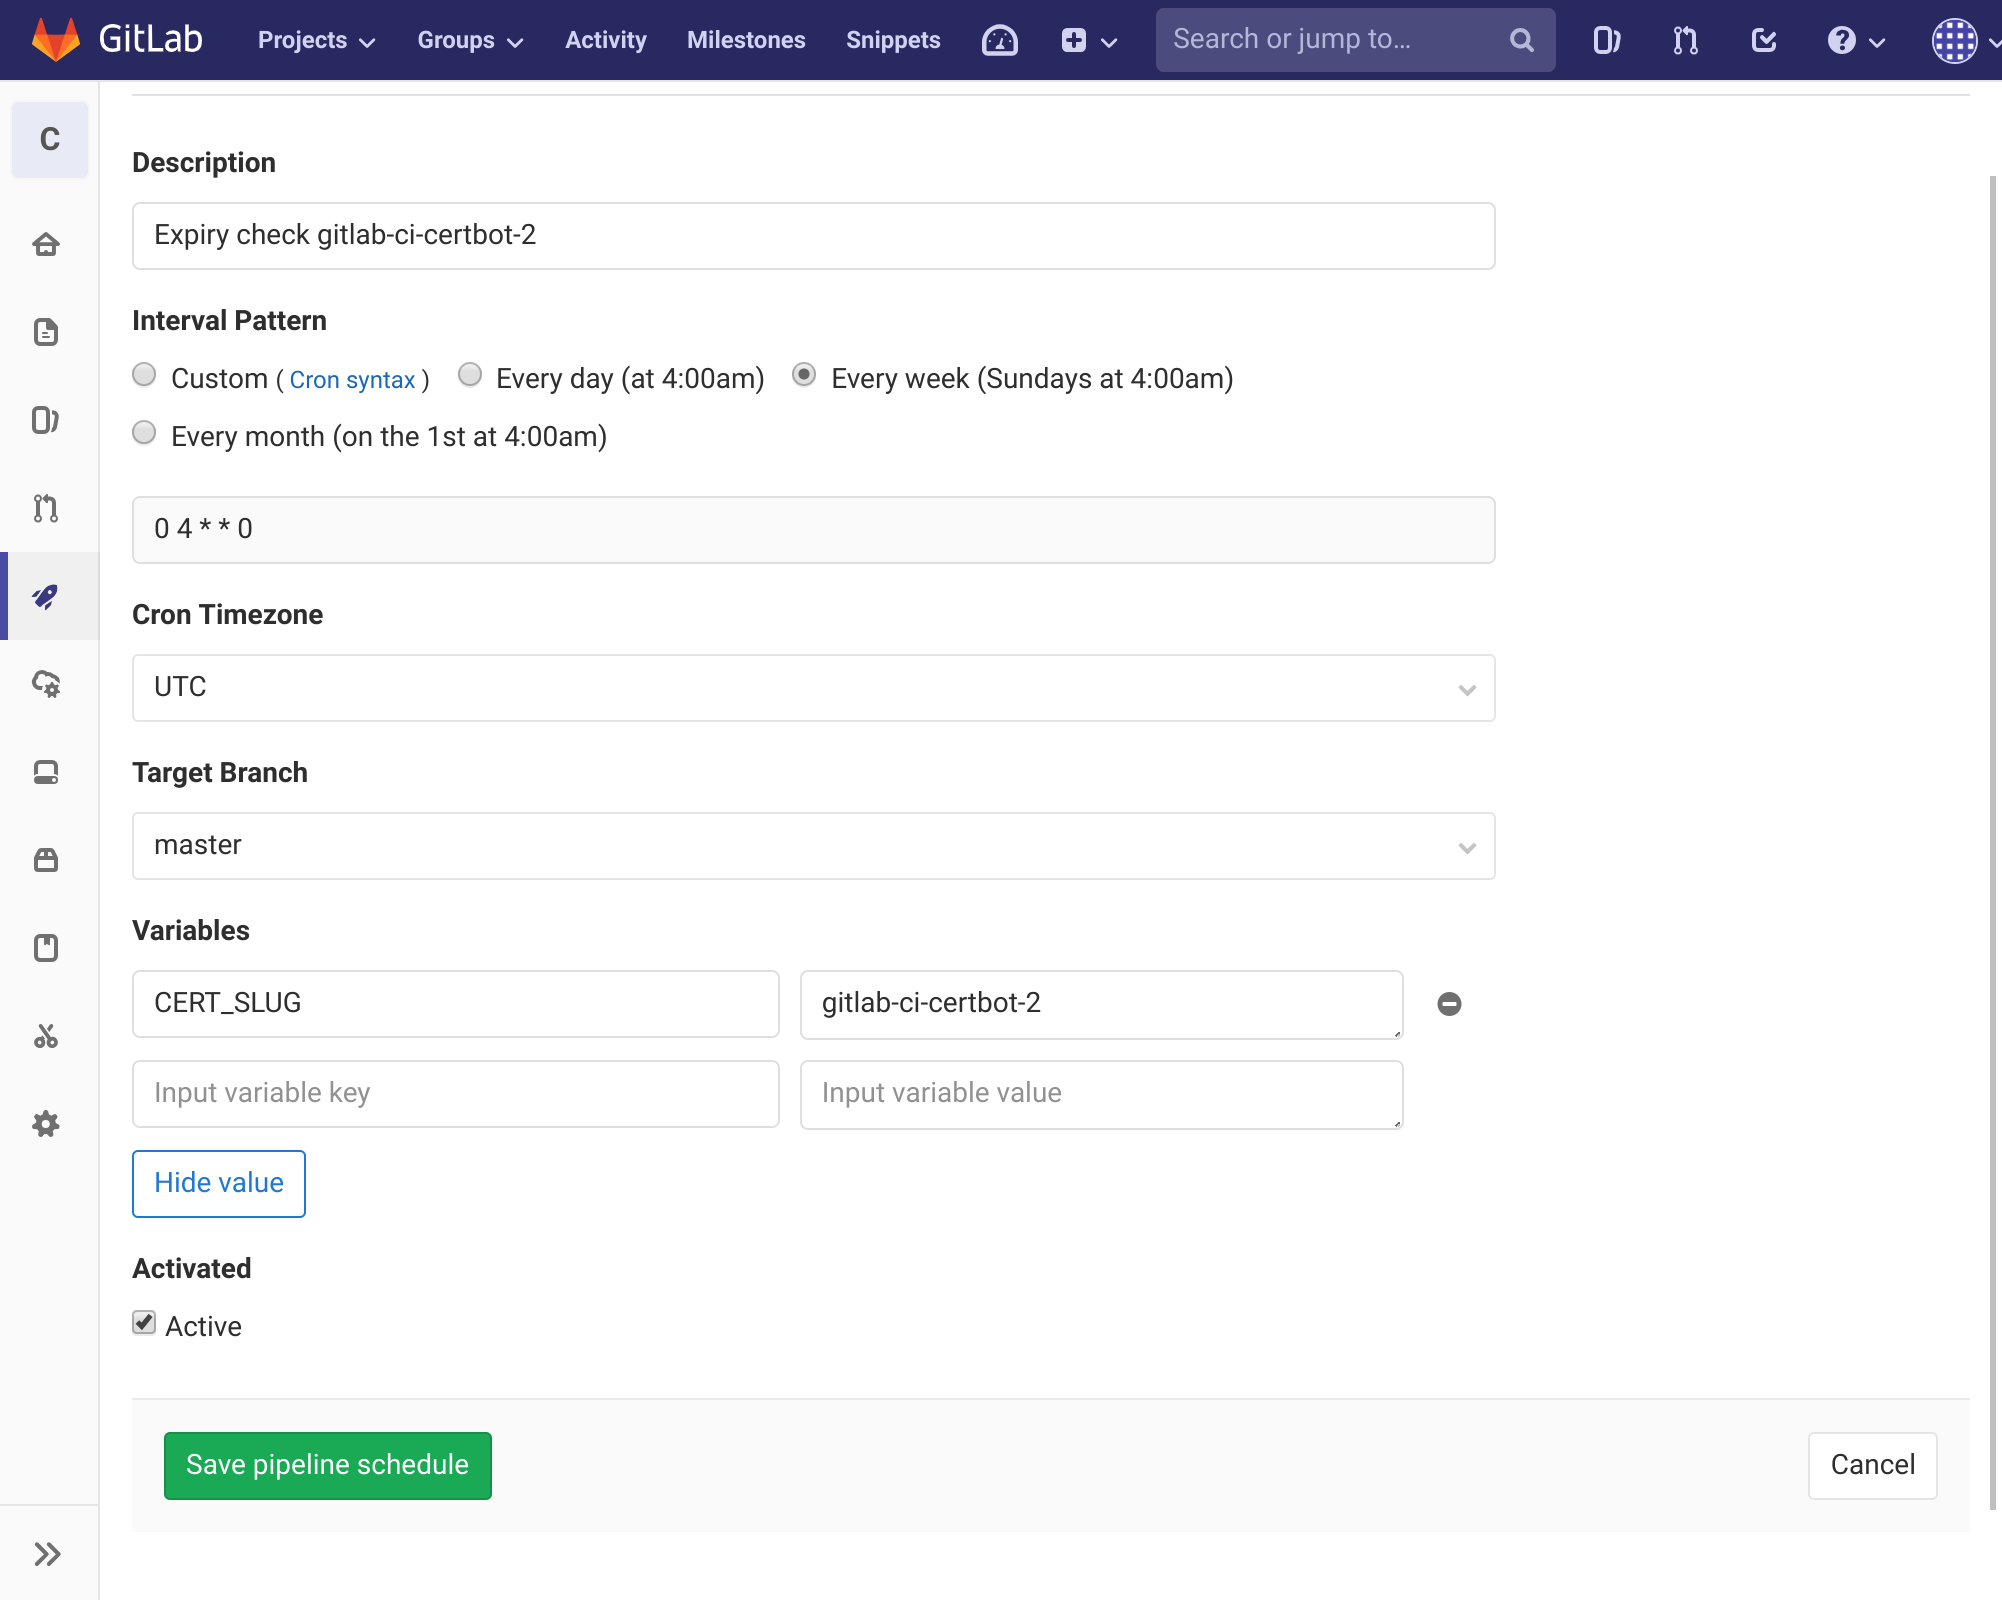 GitLab Projects Groups Activity Milestones Snippets Search or jump to...
C
Description
Expiry check gitlab-ci-certbot-2
Interval Pattern
Custom ( Cron syntax ) Every day (at 4:00am) Every week (Sundays at 4:00am)
Every month (on the 1st at 4:00am)
0 4 * * 0
Cron Timezone
UTC
Target Branch
master
Variables
CERT_SLUG gitlab-ci-certbot-2
Input variable key Input variable value
Hide value
Activated
Active
Save pipeline schedule Cancel